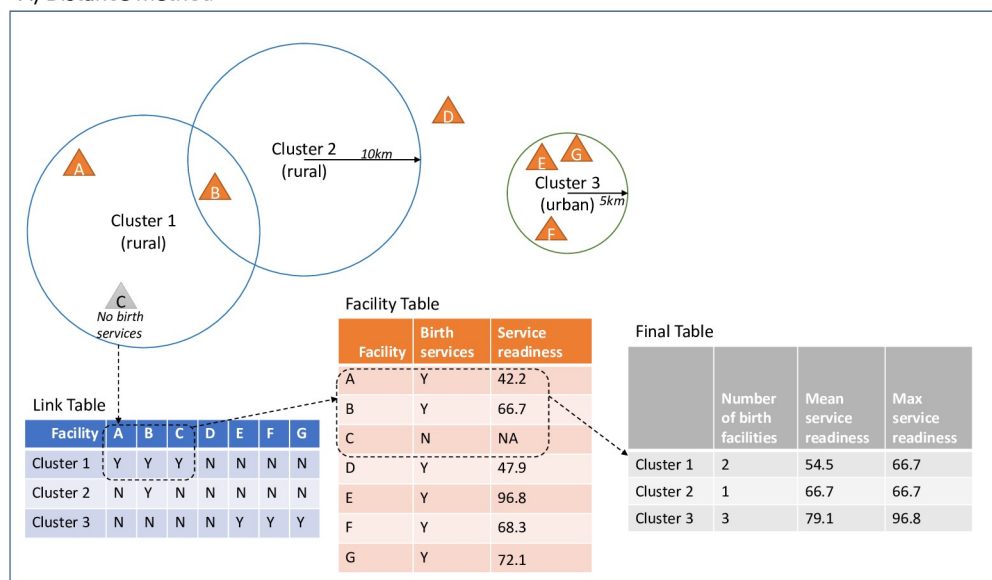 D
Cluster 2
(rural)
10km
A
B
Cluster 1
(rural)
E
G
Cluster 3
(urban)
5km
F
C
No birth
services
Link Table
Facility A B C D E F G
Cluster 1 Y Y Y N N N N
Cluster 2 N Y N N N N N
Cluster 3 N N N N Y Y Y
Facility Table
Facility Birth services Service readiness
A Y 42.2
B Y 66.7
C N NA
D Y 47.9
E Y 96.8
F Y 68.3
G Y 72.1
Final Table
Number of birth facilities Mean service readiness Max service readiness
Cluster 1 2 54.5 66.7
Cluster 2 1 66.7 66.7
Cluster 3 3 79.1 96.8